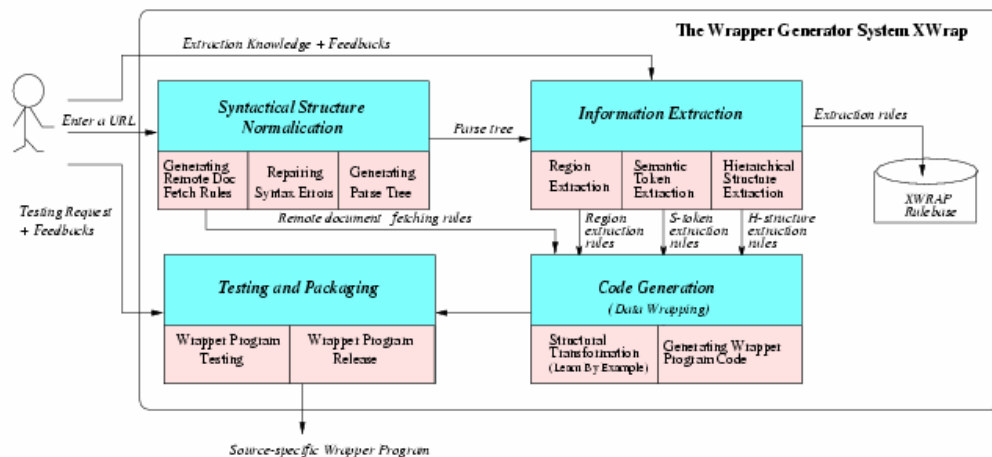 The Wrapper Generator System XWrap
Extraction Knowledge + Feedbacks
Enter a URL
Syntactical Structure
Normalication
Generating
Remote Doc
Fetch Rules
Repairing
Syntax Errors
Generating
Parse Tree
Parse tree
Information Extraction
Region
Extraction
Semantic
Token
Extraction
Hierarchical
Structure
Extraction
Extraction rules
XWRAP
Rulebase
Testing Request
+ Feedbacks
Remote document fetching rules
Region
extraction
rules
S-token
extraction
rules
H-structure
extraction
rules
Testing and Packaging
Wrapper Program
Testing
Wrapper Program
Release
Code Generation
(Data Wrapping)
Structural
Transformation
(Learn By Example)
Generating Wrapper
Program Code
Source-specific Wrapper Program